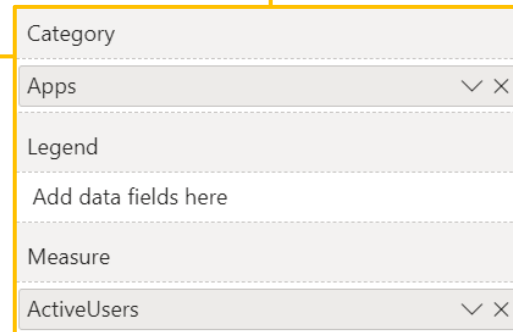 Category
Apps
Legend
Add data fields here
Measure
ActiveUsers